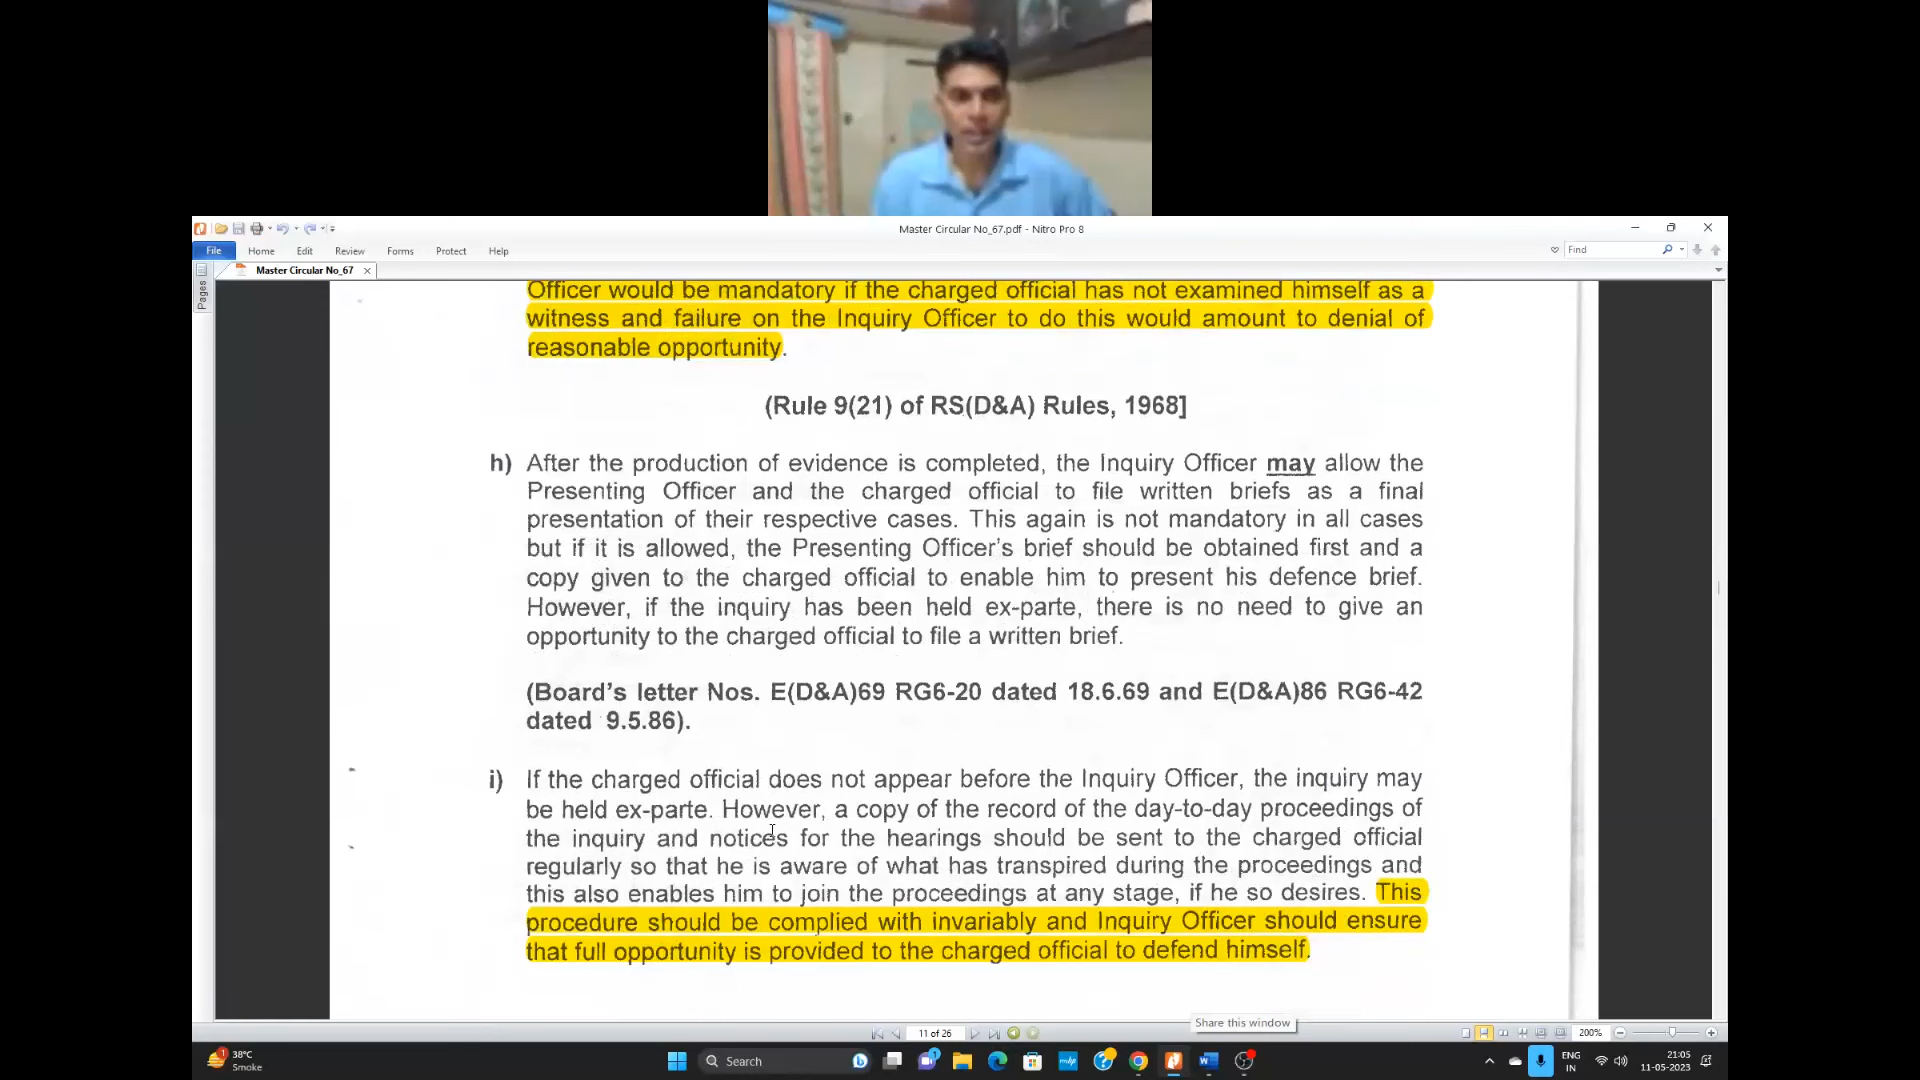 Master Circular No_67.pdf - Nitro Pro 8
File Home Edit Review Forms Protect Help
Find
Master Circular No_67
Pages
Officer would be mandatory if the charged official has not examined himself as a
witness and failure on the Inquiry Officer to do this would amount to denial of
reasonable opportunity.
(Rule 9(21) of RS(D&A) Rules, 1968]
h) After the production of evidence is completed, the Inquiry Officer may allow the
Presenting Officer and the charged official to file written briefs as a final
presentation of their respective cases. This again is not mandatory in all cases
but if it is allowed, the Presenting Officer's brief should be obtained first and a
copy given to the charged official to enable him to present his defence brief.
However, if the inquiry has been held ex-parte, there is no need to give an
opportunity to the charged official to file a written brief.
(Board's letter Nos. E(D&A)69 RG6-20 dated 18.6.69 and E(D&A)86 RG6-42
dated 9.5.86).
i) If the charged official does not appear before the Inquiry Officer, the inquiry may
be held ex-parte. However, a copy of the record of the day-to-day proceedings of
the inquiry and notices for the hearings should be sent to the charged official
regularly so that he is aware of what has transpired during the proceedings and
this also enables him to join the proceedings at any stage, if he so desires. This
procedure should be complied with invariably and Inquiry Officer should ensure
that full opportunity is provided to the charged official to defend himself.
Share this window
11 of 26
200%
38°C
Smoke
Search
ENG
IN
21:05
11-05-2023